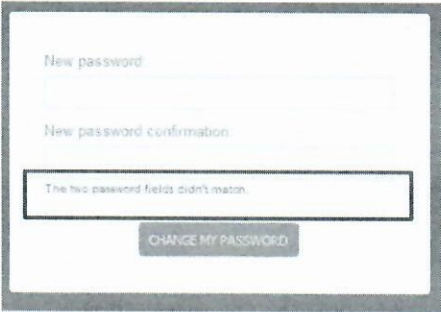 New password:
New password confirmation:
The two password fields didn't match.
CHANGE MY PASSWORD